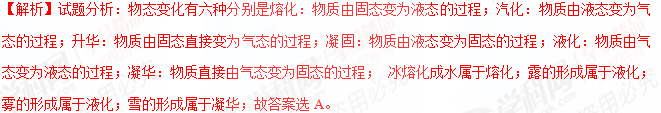 【解析】试题分析：物态变化有六种分别是熔化：物质由固态变为液态的过程；汽化：物质由液态变为气
态的过程；升华：物质由固态直接变为气态的过程；凝固：物质由液态变为固态的过程；液化：物质由气
态变为液态的过程；凝华：物质直接由气态变为固态的过程； 冰熔化成水属于熔化；露的形成属于液化；
雾的形成属于液化；雪的形成属于凝华；故答案选 A。